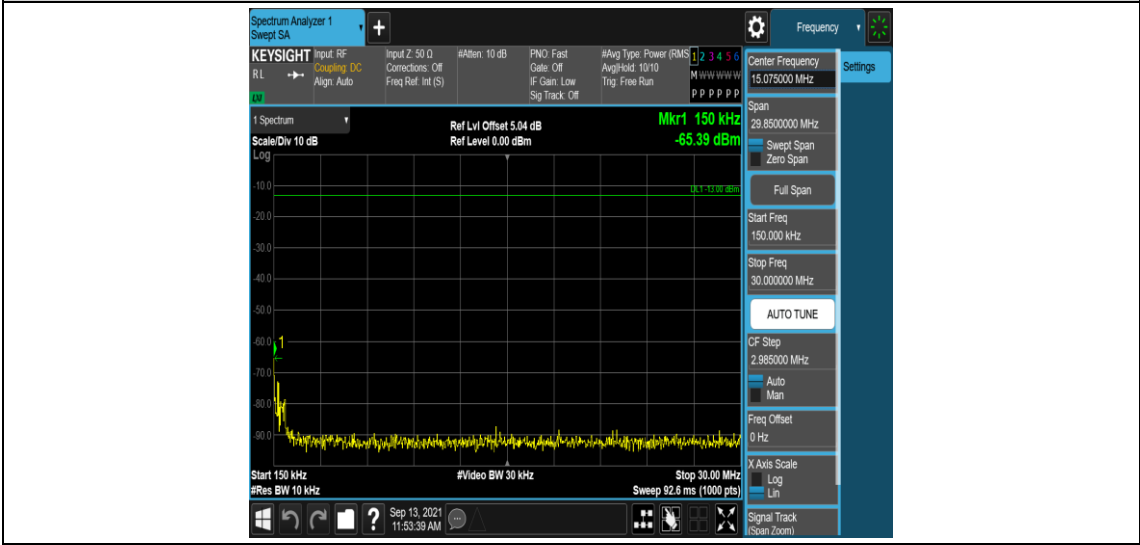 Spectrum Analyzer 1
Swept SA
+
Frequency
KEYSIGHT
RL
LM
Input: RF
Coupling: DC
Align: Auto
Input Z: 50 Ω
Corrections: Off
Freq Ref: Int (S)
#Atten: 10 dB
PNO: Fast
Gate: Off
IF Gain: Low
Sig Track: Off
#Avg Type: Power (RMS
Avg|Hold: 10/10
Trig: Free Run
1 2 3 4 5 6
M W W W W W
P P P P P P
1 Spectrum
Scale/Div 10 dB
Log
Ref Lvl Offset 5.04 dB
Ref Level 0.00 dBm
Mkr1 150 kHz
-65.39 dBm
DL1 -13.00 dBm
-10.0
-20.0
-30.0
-40.0
-50.0
-60.0
1
-70.0
-80.0
-90.0
Start 150 kHz
#Res BW 10 kHz
#Video BW 30 kHz
Stop 30.00 MHz
Sweep 92.6 ms (1000 pts)
?
Sep 13, 2021
11:53:39 AM
Center Frequency
15.075000 MHz
Settings
Span
29.8500000 MHz
Swept Span
Zero Span
Full Span
Start Freq
150.000 kHz
Stop Freq
30.000000 MHz
AUTO TUNE
CF Step
2.985000 MHz
Auto
Man
Freq Offset
0 Hz
X Axis Scale
Log
Lin
Signal Track
(Span Zoom)